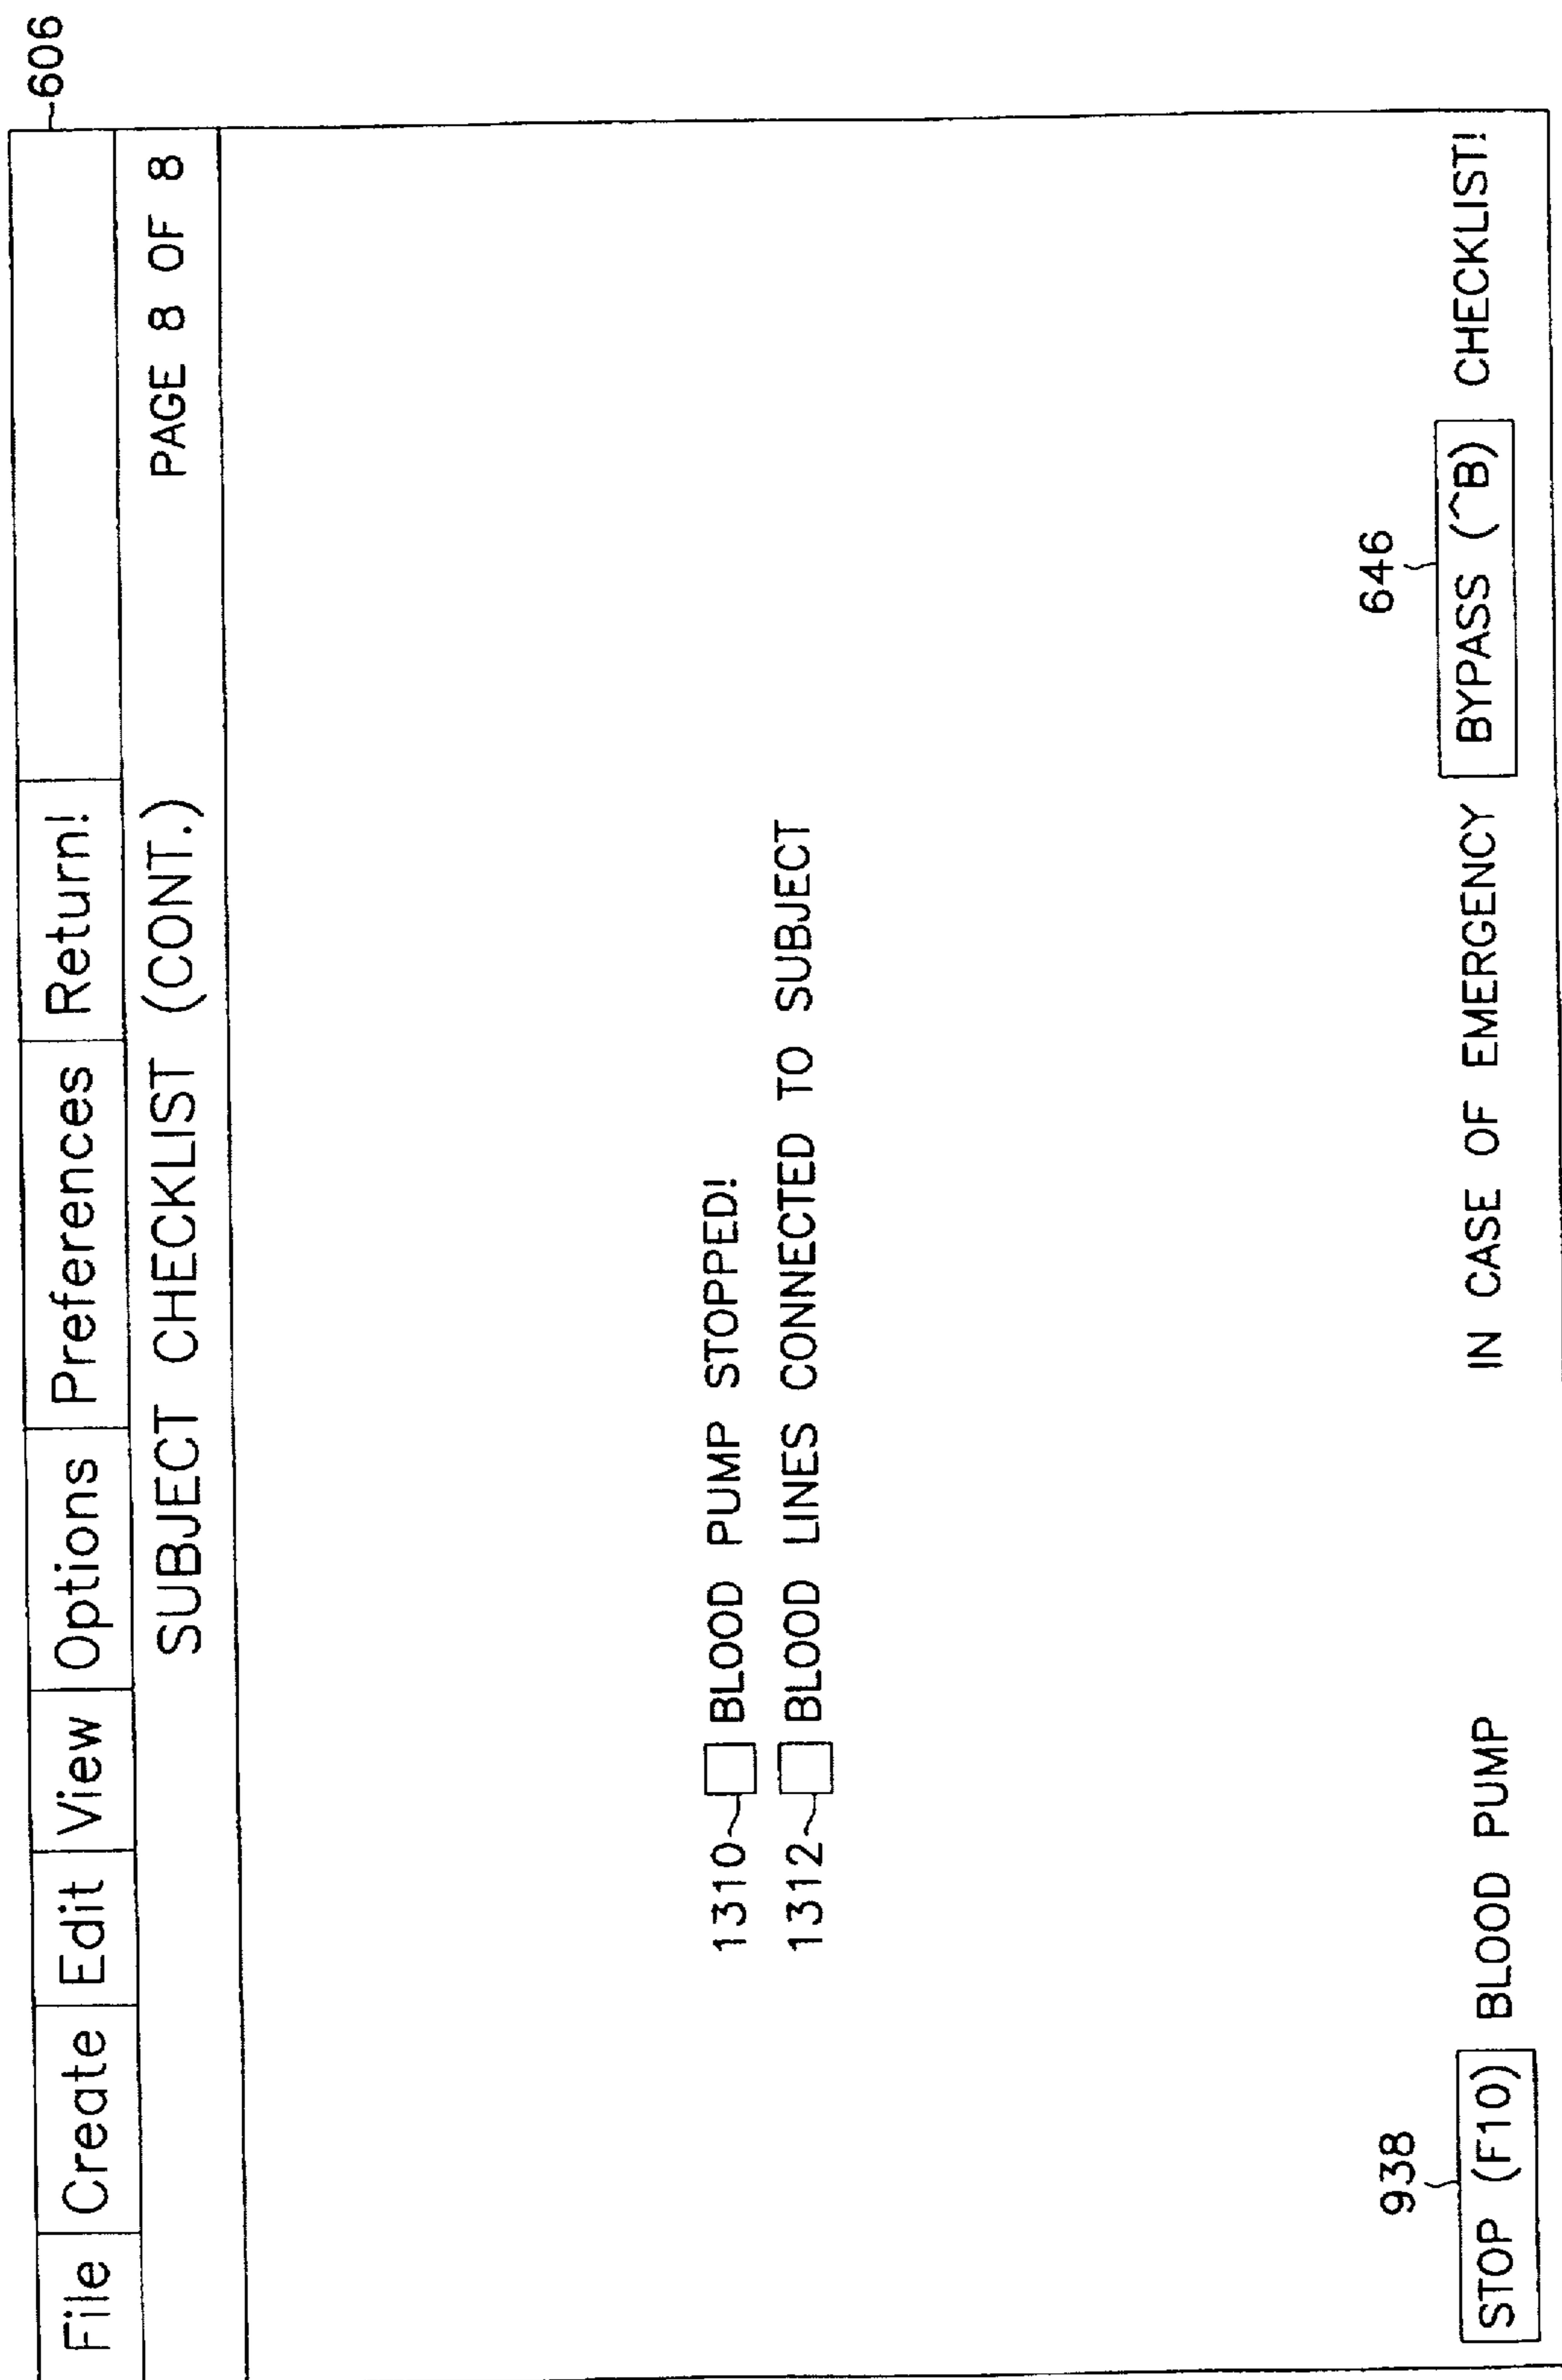 606
File Create Edit View Options Preferences Return!
SUBJECT CHECKLIST (CONT.) PAGE 8 OF 8
1310 BLOOD PUMP STOPPED!
1312 BLOOD LINES CONNECTED TO SUBJECT
938 646
STOP (F10) BLOOD PUMP IN CASE OF EMERGENCY BYPASS (^B) CHECKLIST!